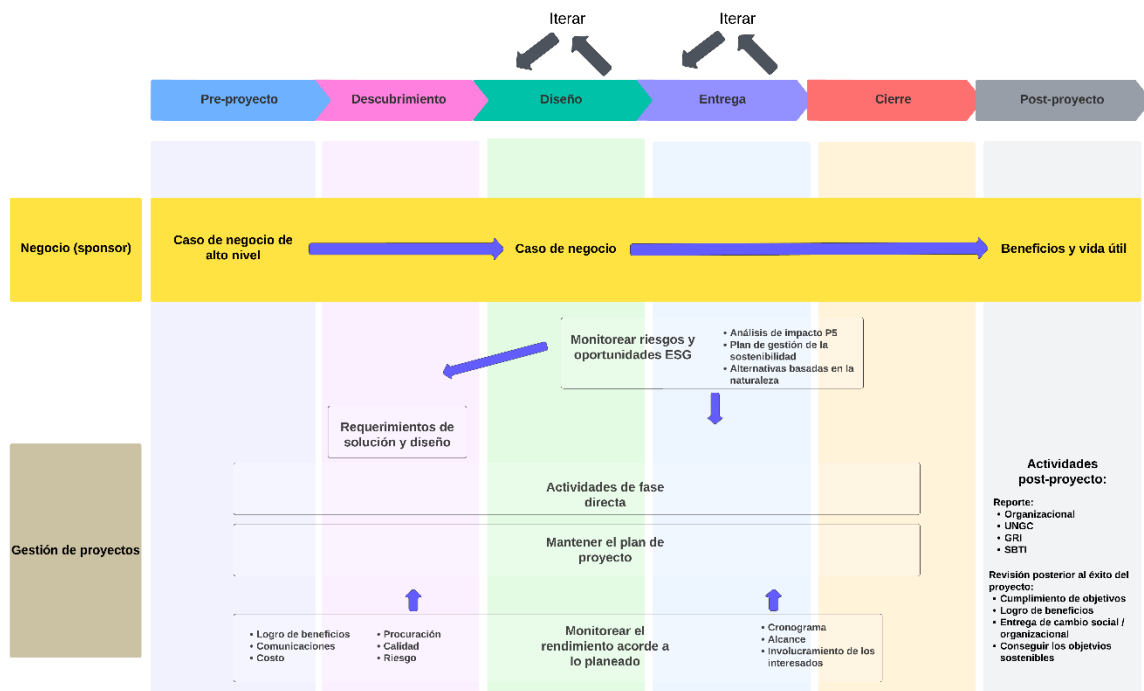 Iterar
Iterar
Pre-proyecto
Descubrimiento
Diseño
Entrega
Cierre
Post-proyecto
Negocio (sponsor)
Caso de negocio de
alto nivel
Caso de negocio
Beneficios y vida útil
Monitorear riesgos y
oportunidades ESG
• Análisis de impacto P5
• Plan de gestión de la
sostenibilidad
• Alternativas basadas en la
naturaleza
Requerimientos de
solución y diseño
Gestión de proyectos
Actividades de fase
directa
Mantener el plan de
proyecto
• Logro de beneficios
• Comunicaciones
• Costo
• Procuración
• Calidad
• Riesgo
Monitorear el
rendimiento acorde a
lo planeado
• Cronograma
• Alcance
• Involucramiento de los
interesados
Actividades
post-proyecto:
Reporte:
• Organizacional
• UNGC
• GRI
• SBTI
Revisión posterior al éxito del
proyecto:
• Cumplimiento de objetivos
• Logro de beneficios
• Entrega de cambio social /
organizacional
• Conseguir los objetvios
sostenibles